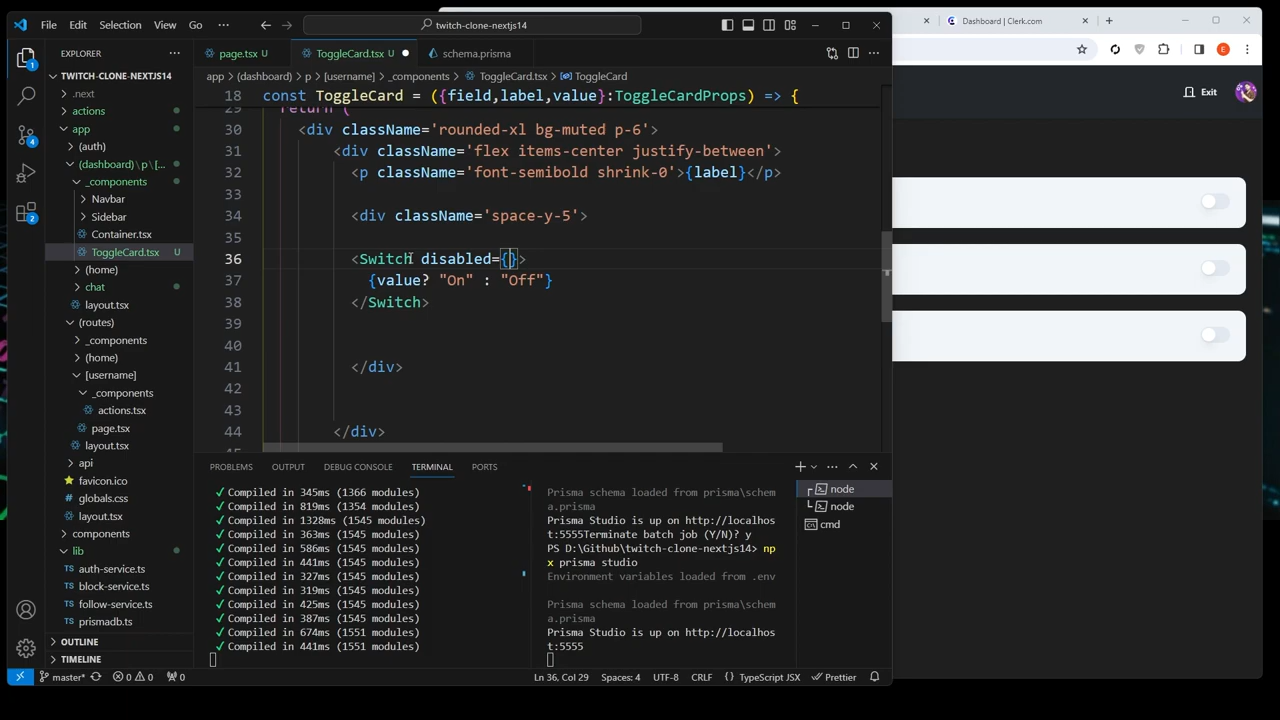 File Edit Selection View Go ··· twitch-clone-nextjs14
Dashboard | Clerk.com
EXPLORER
page.tsx U ToggleCard.tsx schema.prisma
TWITCH-CLONE-NEXTJS14
app > (dashboard) > p > [username] > _components > ToggleCard.tsx > ToggleCard
.next
actions
app
(auth)
(dashboard) \ p \ [...
_components
Navbar
Sidebar
Container.tsx
ToggleCard.tsx U
(home)
chat
layout.tsx
(routes)
_components
(home)
[username]
_components
actions.tsx
page.tsx
layout.tsx
api
favicon.ico
globals.css
layout.tsx
components
lib
auth-service.ts
block-service.ts
follow-service.ts
prismadb.ts
OUTLINE
TIMELINE
1
4
2
18 const ToggleCard = ({field,label,value}:ToggleCardProps) => {
29 return (
30 <div className='rounded-xl bg-muted p-6'>
31 <div className='flex items-center justify-between'>
32 <p className='font-semibold shrink-0'>{label}</p>
33
34 <div className='space-y-5'>
35
36 <Switch disabled={}>
37 {value? "On" : "Off"}
38 </Switch>
39
40
41 </div>
42
43
44 </div>
45
PROBLEMS OUTPUT DEBUG CONSOLE TERMINAL PORTS
✓ Compiled in 345ms (1366 modules)
✓ Compiled in 819ms (1354 modules)
✓ Compiled in 1328ms (1545 modules)
✓ Compiled in 363ms (1545 modules)
✓ Compiled in 586ms (1545 modules)
✓ Compiled in 441ms (1545 modules)
✓ Compiled in 327ms (1545 modules)
✓ Compiled in 319ms (1545 modules)
✓ Compiled in 425ms (1545 modules)
✓ Compiled in 387ms (1545 modules)
✓ Compiled in 674ms (1551 modules)
✓ Compiled in 441ms (1551 modules)
Prisma schema loaded from prisma\schem
a.prisma
Prisma Studio is up on http://localhos
t:5555Terminate batch job (Y/N)? y
PS D:\Github\twitch-clone-nextjs14> np
x prisma studio
Environment variables loaded from .env
Prisma schema loaded from prisma\schem
a.prisma
Prisma Studio is up on http://localhos
t:5555
node
node
cmd
master* 0 0 0 Ln 36, Col 29 Spaces: 4 UTF-8 CRLF {} TypeScript JSX Prettier
E
Exit